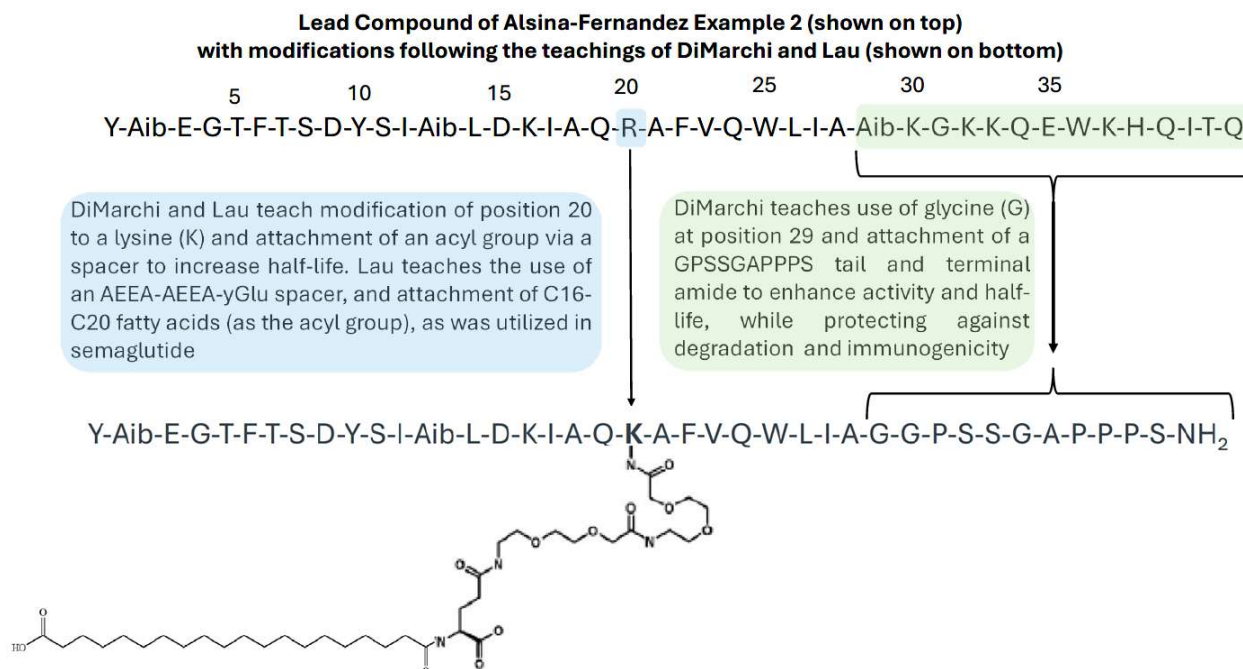 Lead Compound of Alsina-Fernandez Example 2 (shown on top)
with modifications following the teachings of DiMarchi and Lau (shown on bottom)
5 10 15 20 25 30 35
Y-Aib-E-G-T-F-T-S-D-Y-S-I-Aib-L-D-K-I-A-Q-R-A-F-V-Q-W-L-I-A-Aib-K-G-K-K-Q-E-W-K-H-Q-I-T-Q
DiMarchi and Lau teach modification of position 20
to a lysine (K) and attachment of an acyl group via a
spacer to increase half-life. Lau teaches the use of
an AEEA-AEEA-yGlu spacer, and attachment of C16-
C20 fatty acids (as the acyl group), as was utilized in
semaglutide
DiMarchi teaches use of glycine (G)
at position 29 and attachment of a
GPSSGAPPPS tail and terminal
amide to enhance activity and half-
life, while protecting against
degradation and immunogenicity
Y-Aib-E-G-T-F-T-S-D-Y-S-I-Aib-L-D-K-I-A-Q-K-A-F-V-Q-W-L-I-A-G-G-P-S-S-G-A-P-P-P-S-NH₂
N O
O
O O
O N O
O N
O
HO N O
O O